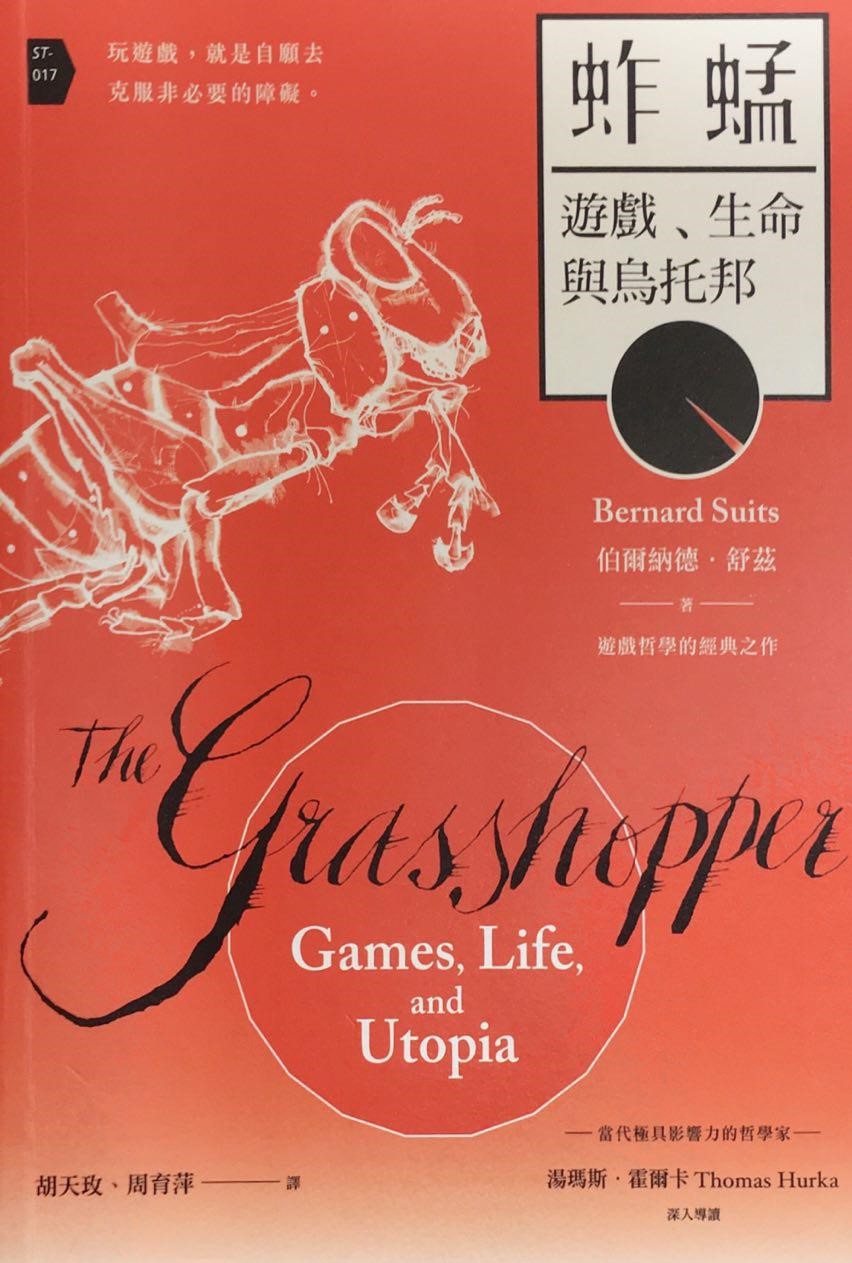 ST-
017
玩遊戲，就是自願去
克服非必要的障礙。
蚱蜢
遊戲、生命
與烏托邦
Bernard Suits
伯爾納德．舒茲
著
遊戲哲學的經典之作
The Grasshopper
Games, Life,
and
Utopia
當代極具影響力的哲學家
湯瑪斯．霍爾卡 Thomas Hurka
深入導讀
胡天玫、周育萍 譯